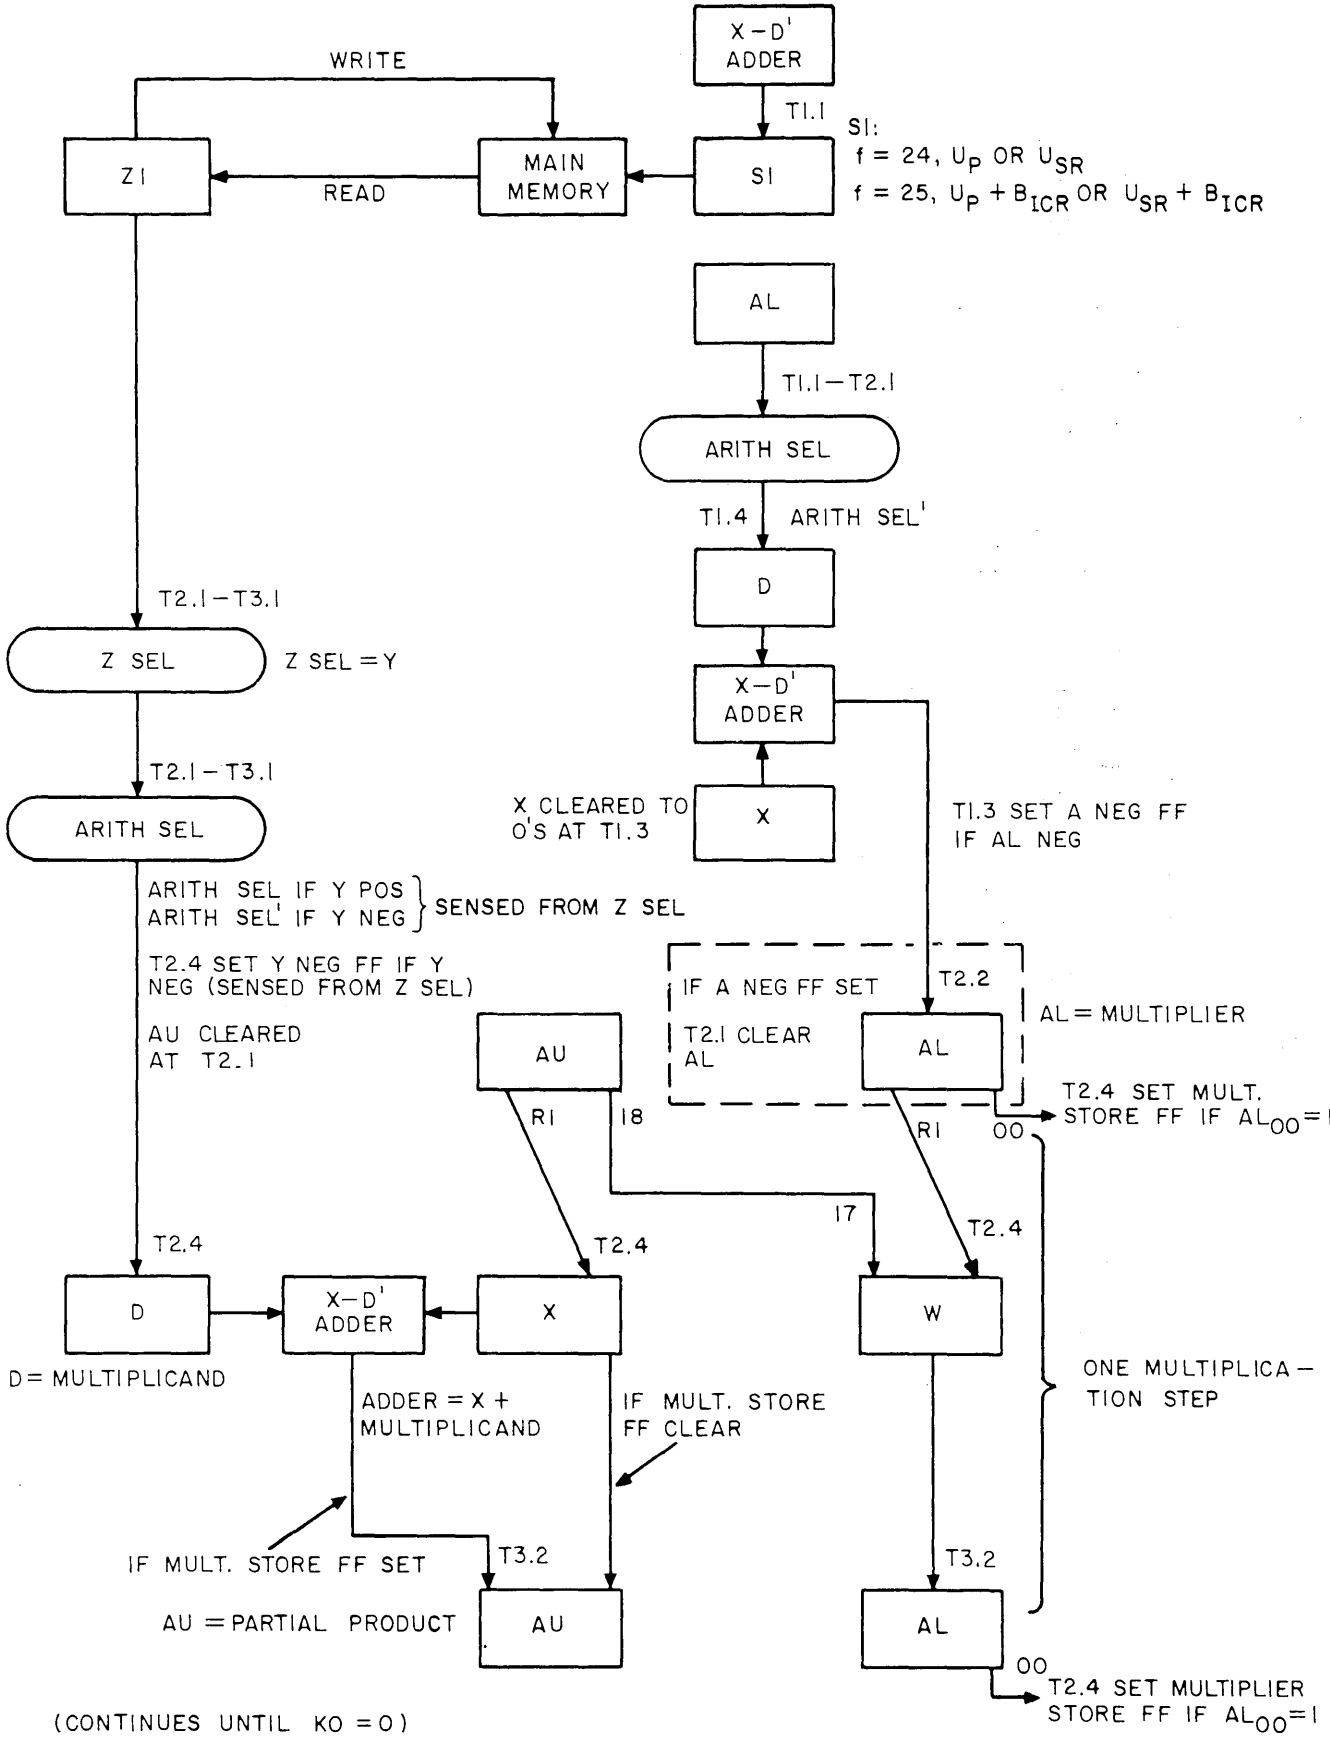 X-D'
ADDER
WRITE
T1.1
S1:
f = 24, UP OR USR
f = 25, UP + BICR OR USR + BICR
Z1
MAIN
MEMORY
S1
READ
AL
T1.1-T2.1
ARITH SEL
T1.4 ARITH SEL'
D
T2.1-T3.1
Z SEL
Z SEL = Y
X-D'
ADDER
T2.1-T3.1
ARITH SEL
X CLEARED TO
O'S AT T1.3
X
T1.3 SET A NEG FF
IF AL NEG
ARITH SEL IF Y POS
ARITH SEL' IF Y NEG
SENSED FROM Z SEL
T2.4 SET Y NEG FF IF Y
NEG (SENSED FROM Z SEL)
AU CLEARED
AT T2.1
IF A NEG FF SET
T2.2
T2.1 CLEAR
AL
AL
AL = MULTIPLIER
AU
R1
18
R1
00
T2.4 SET MULT.
STORE FF IF AL00=1
17
T2.4
T2.4
T2.4
D
X-D'
ADDER
X
W
D = MULTIPLICAND
ADDER = X +
MULTIPLICAND
IF MULT. STORE
FF CLEAR
ONE MULTIPLICA-
TION STEP
IF MULT. STORE FF SET
T3.2
T3.2
AU = PARTIAL PRODUCT
AU
AL
00
T2.4 SET MULTIPLIER
STORE FF IF AL00=1
(CONTINUES UNTIL KO = 0)